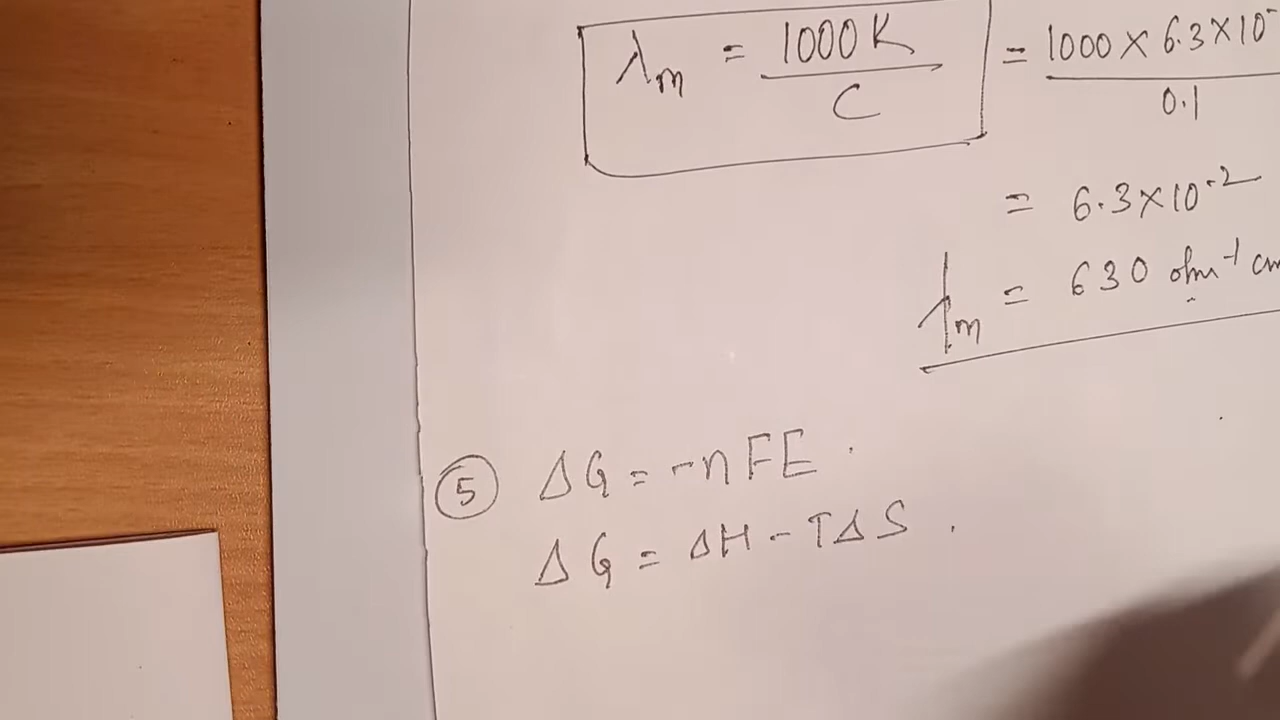 λm = 1000 K / C = 1000 × 6.3 × 10⁻ / 0.1
= 6.3 × 10⁻²
λm = 630 ohm⁻¹ cm
⑤ ΔG = -nFE.
ΔG = ΔH - TΔS.